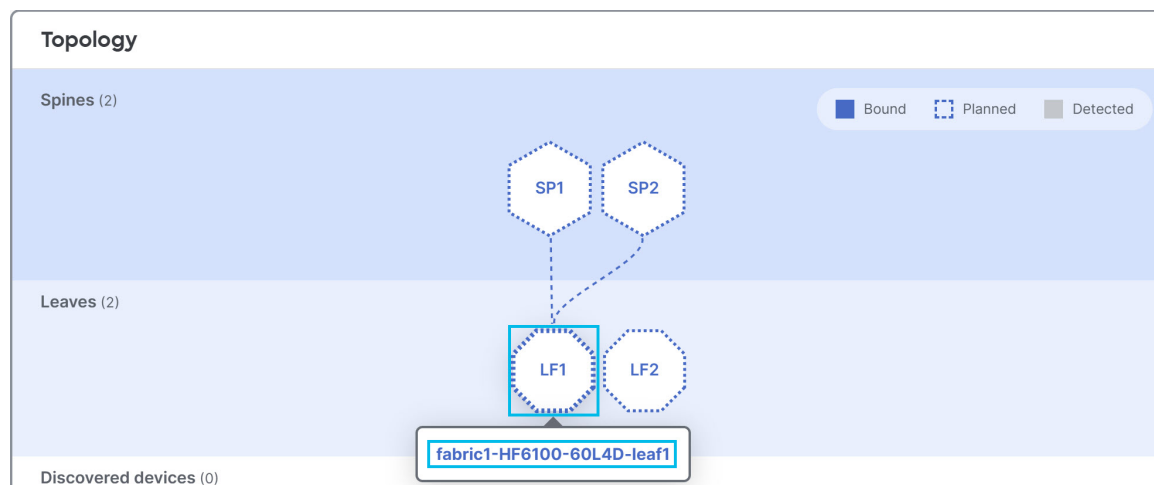 Topology
Spines (2)
Bound Planned Detected
SP1 SP2
Leaves (2)
LF1 LF2
fabric1-HF6100-60L4D-leaf1
Discovered devices (0)